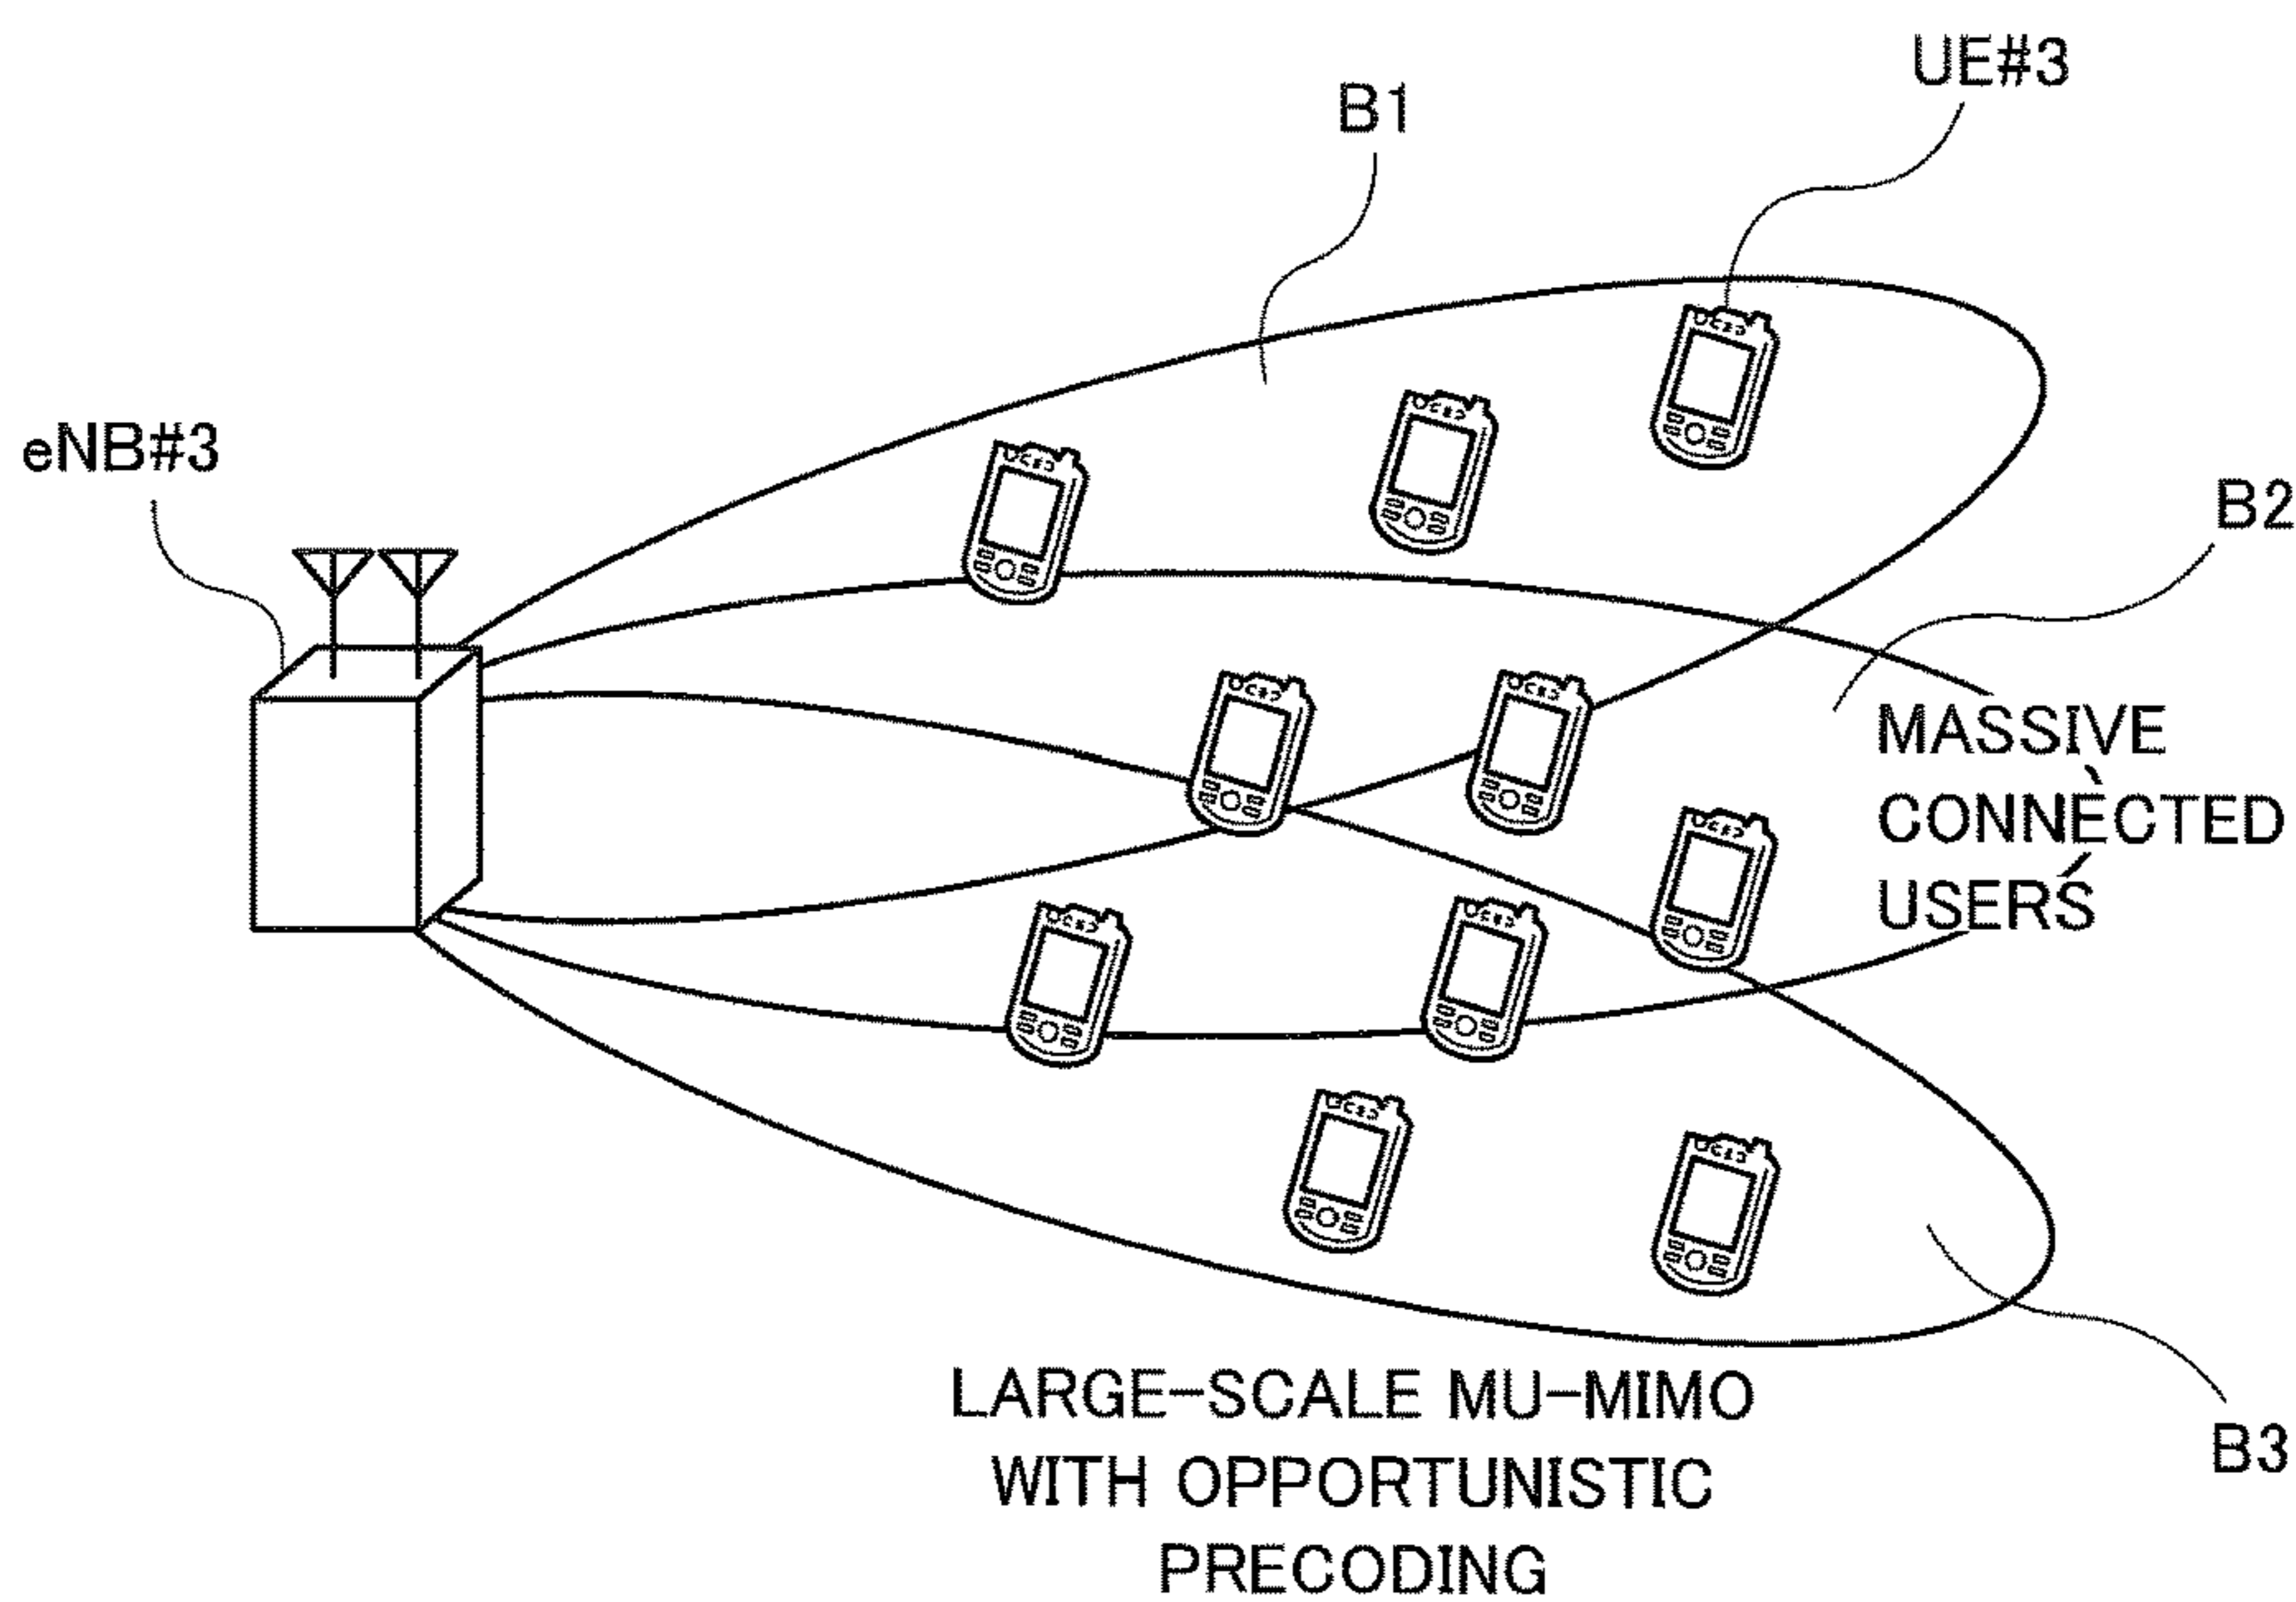 UE#3
B1
eNB#3
B2
MASSIVE
CONNECTED
USERS
LARGE-SCALE MU-MIMO
WITH OPPORTUNISTIC
PRECODING
B3